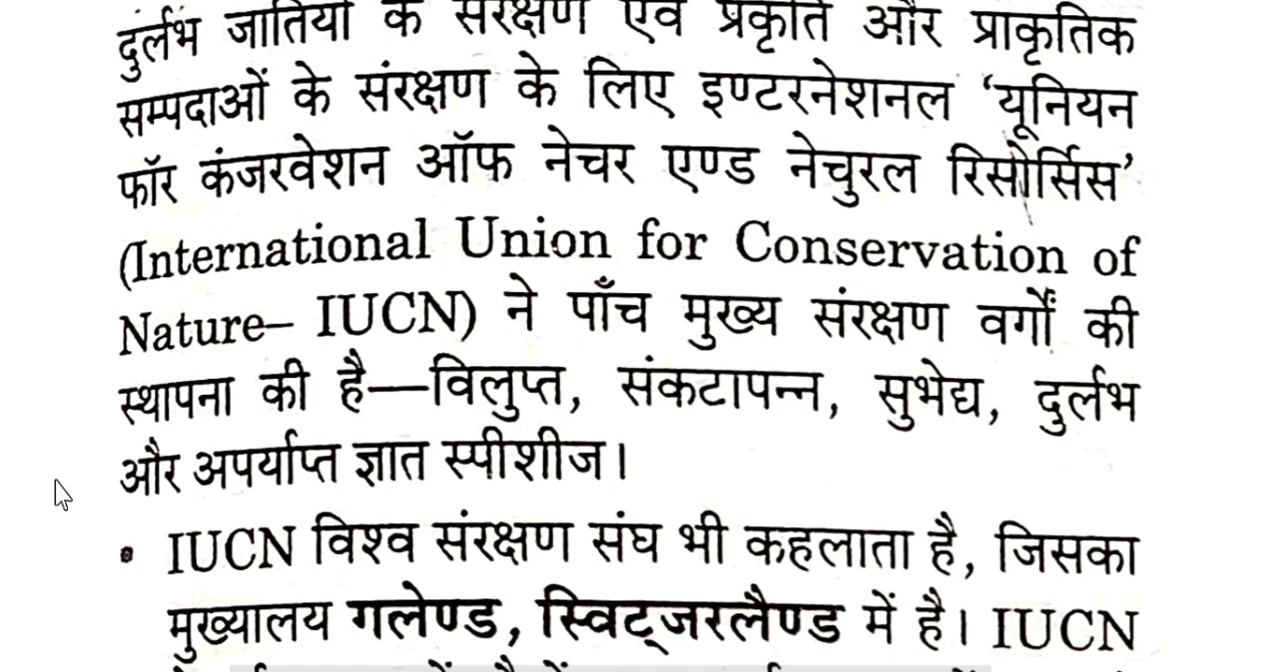 दुर्लभ जातियों के संरक्षण एवं प्रकृति और प्राकृतिक
सम्पदाओं के संरक्षण के लिए इण्टरनेशनल ‘यूनियन
फॉर कंजरवेशन ऑफ नेचर एण्ड नेचुरल रिसोर्सिस’
(International Union for Conservation of
Nature– IUCN) ने पाँच मुख्य संरक्षण वर्गों की
स्थापना की है—विलुप्त, संकटापन्न, सुभेद्य, दुर्लभ
और अपर्याप्त ज्ञात स्पीशीज।
• IUCN विश्व संरक्षण संघ भी कहलाता है, जिसका
मुख्यालय गलेण्ड, स्विट्जरलैण्ड में है। IUCN